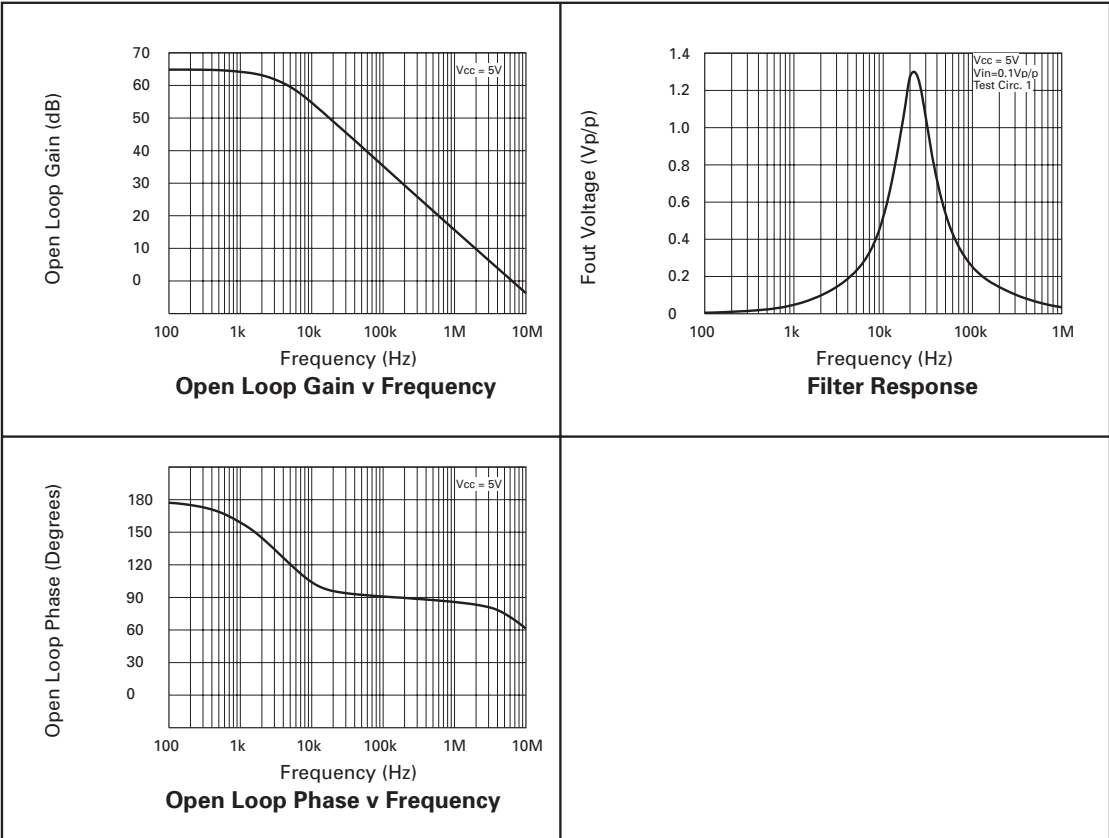 70
60
50
40
30
20
10
0
Open Loop Gain (dB)
Vcc = 5V
100 1k 10k 100k 1M 10M
Frequency (Hz)
Open Loop Gain v Frequency
1.4
1.2
1.0
0.8
0.6
0.4
0.2
0
Fout Voltage (Vp/p)
Vcc = 5V
Vin=0.1Vp/p
Test Circ. 1
100 1k 10k 100k 1M
Frequency (Hz)
Filter Response
180
150
120
90
60
30
0
Open Loop Phase (Degrees)
Vcc = 5V
100 1k 10k 100k 1M 10M
Frequency (Hz)
Open Loop Phase v Frequency